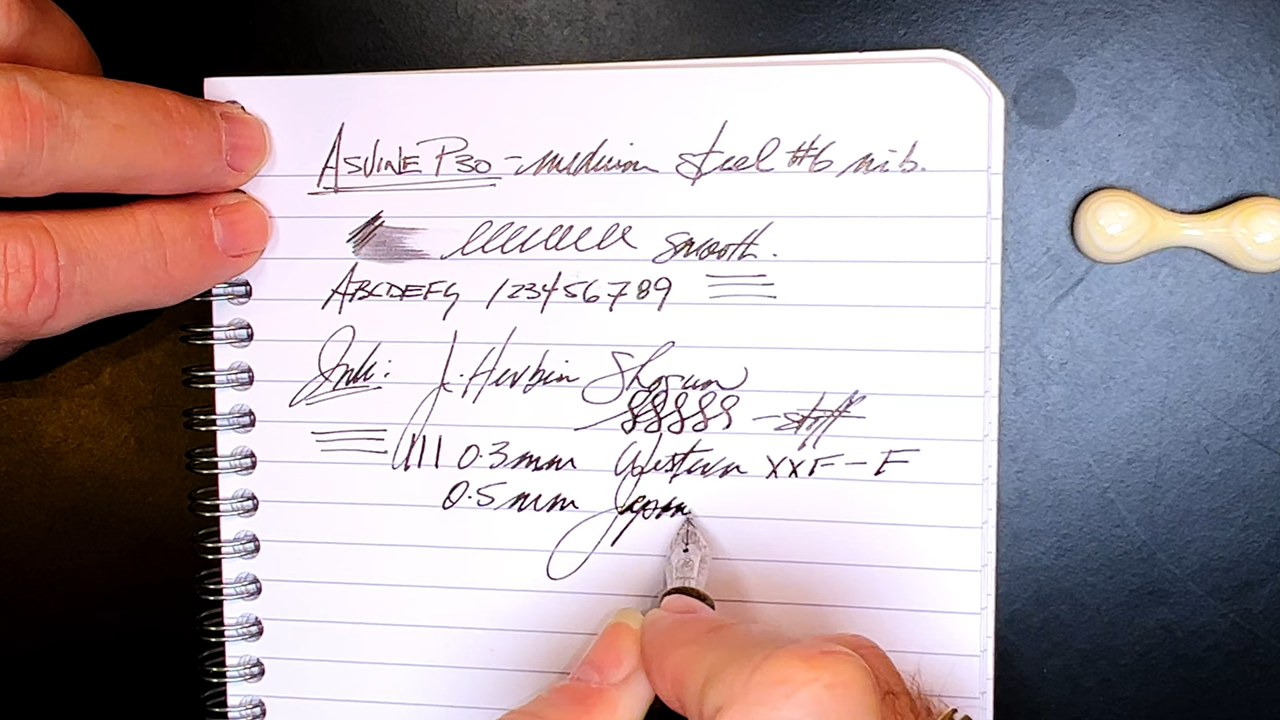 ASVINE P30 - medium steel #6 nib.
smooth.
ABCDEFG 123456789
Ink: J. Herbin Shogun
- stiff
0.3mm Western XXF - F
0.5mm Japan